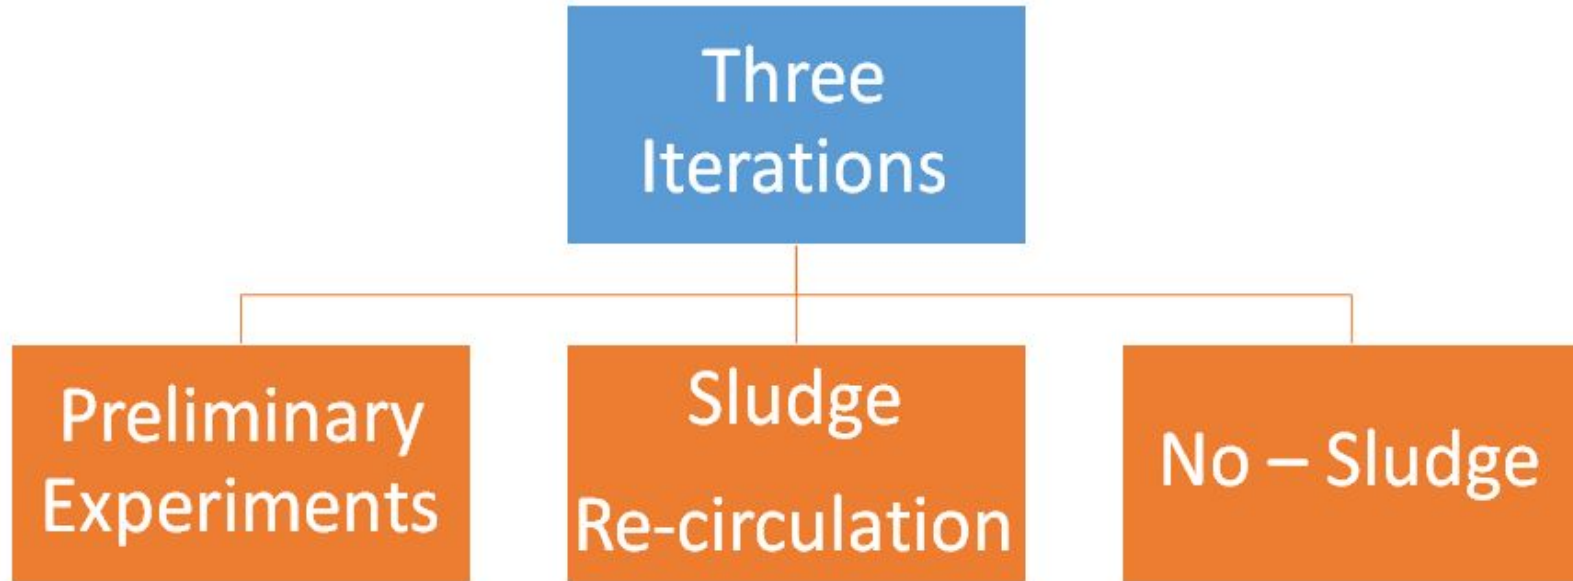 Three
Iterations
Preliminary
Experiments
Sludge
Re-circulation
No – Sludge